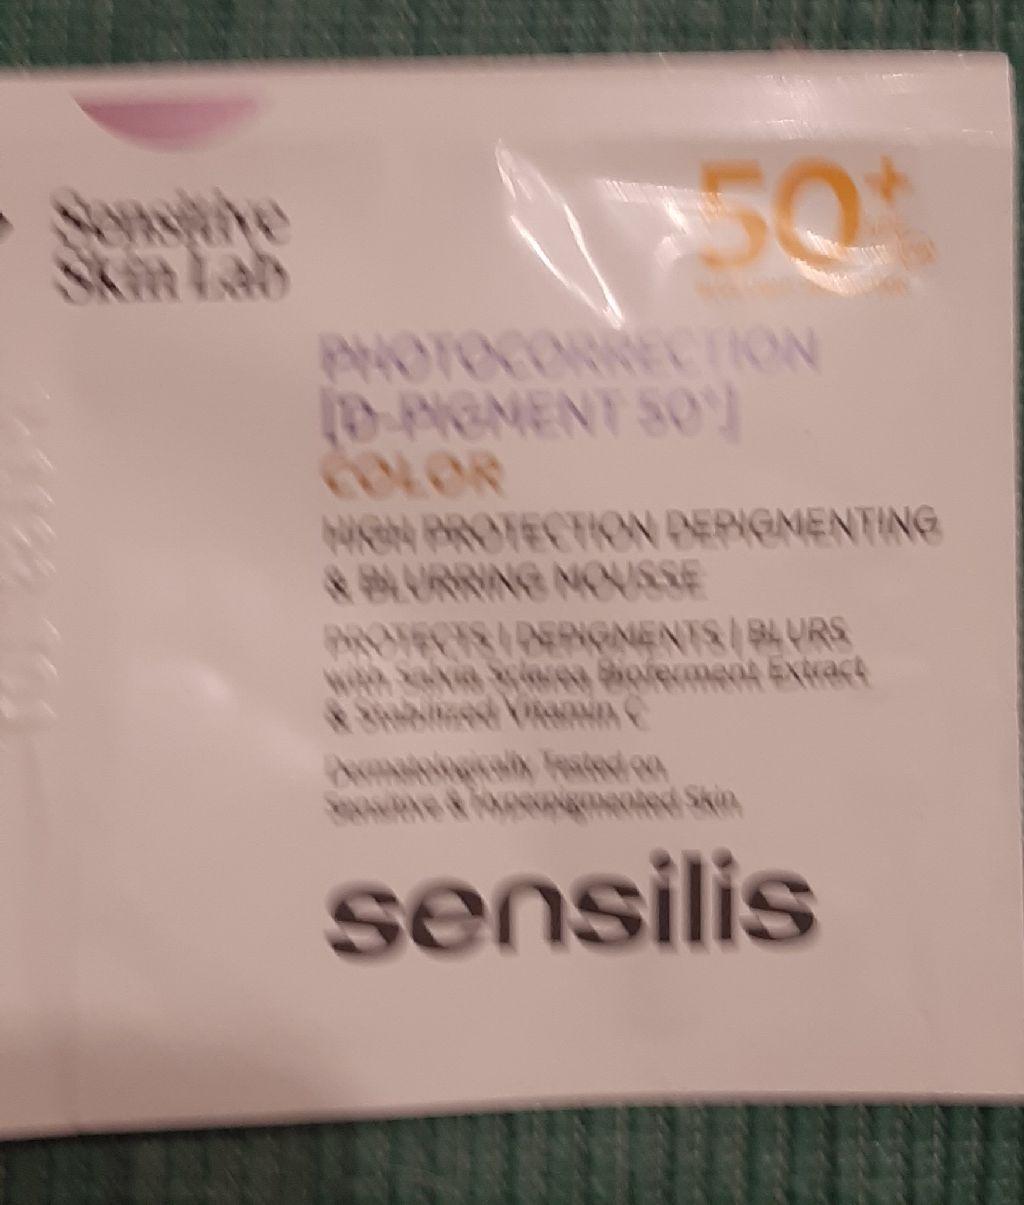 Sensitive
Skin Lab
50+
PHOTOCORRECTION
[D-PIGMENT 50+]
COLOR
HIGH PROTECTION DEPIGMENTING
& BLURRING MOUSSE
PROTECTS | DEPIGMENTS | BLURS
with Salvia Sclarea Bioferment Extract
& Stabilized Vitamin C
Dermatologically Tested on
Sensitive & Hyperpigmented Skin
sensilis